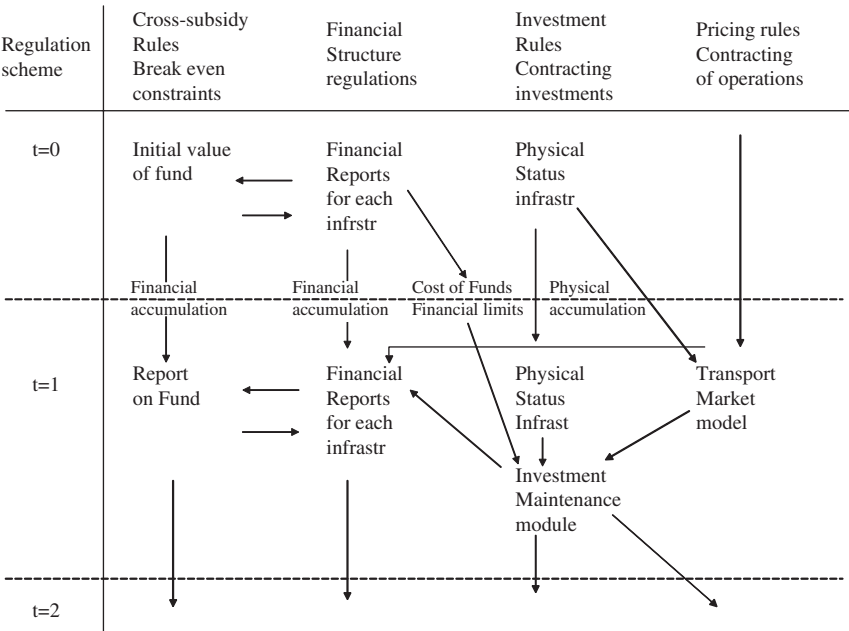 Regulation
scheme
Cross-subsidy
Rules
Break even
constraints
Financial
Structure
regulations
Investment
Rules
Contracting
investments
Pricing rules
Contracting
of operations
t=0
Initial value
of fund
Financial
Reports
for each
infrstr
Physical
Status
infrastr
Financial
accumulation
Financial
accumulation
Cost of Funds
Financial limits
Physical
accumulation
t=1
Report
on Fund
Financial
Reports
for each
infrastr
Physical
Status
Infrast
Transport
Market
model
Investment
Maintenance
module
t=2